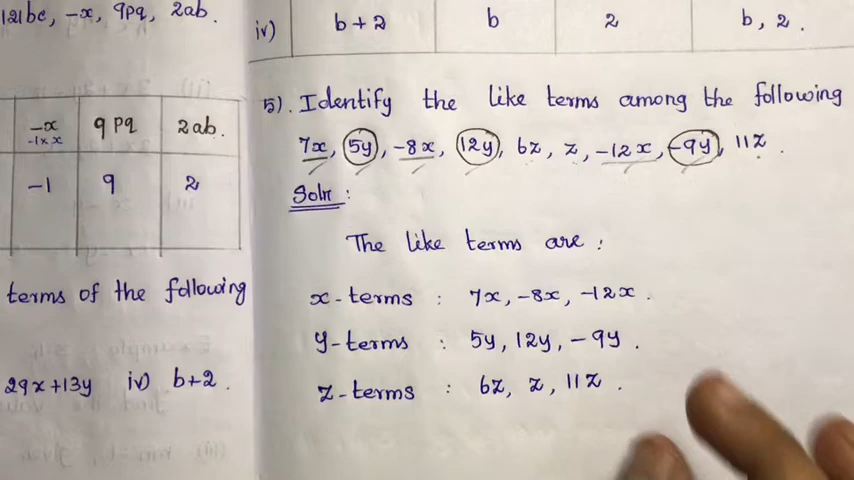 121bc, -x, 9pq, 2ab.
-x 9pq 2ab.
-1×x
-1 9 2
terms of the following
29x+13y iv) b+2.
iv) b+2 b 2 b, 2.
5). Identify the like terms among the following
7x, 5y, -8x, 12y, 6z, z, -12x, -9y, 11z.
Soln :
The like terms are :
x-terms : 7x, -8x, -12x.
y-terms : 5y, 12y, -9y.
z-terms : 6z, z, 11z.